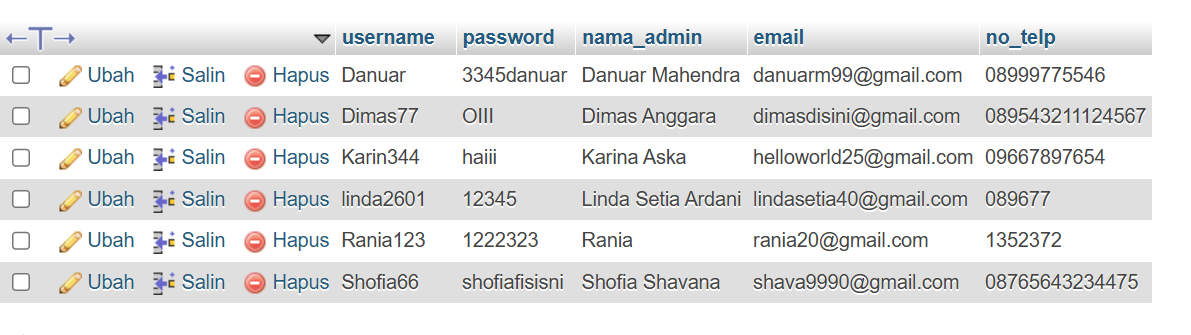 username password nama_admin email no_telp
Ubah Salin Hapus Danuar 3345danuar Danuar Mahendra danuarm99@gmail.com 08999775546
Ubah Salin Hapus Dimas77 OIII Dimas Anggara dimasdisini@gmail.com 089543211124567
Ubah Salin Hapus Karin344 haiii Karina Aska helloworld25@gmail.com 09667897654
Ubah Salin Hapus linda2601 12345 Linda Setia Ardani lindasetia40@gmail.com 089677
Ubah Salin Hapus Rania123 1222323 Rania rania20@gmail.com 1352372
Ubah Salin Hapus Shofia66 shofiafisisni Shofia Shavana shava9990@gmail.com 08765643234475